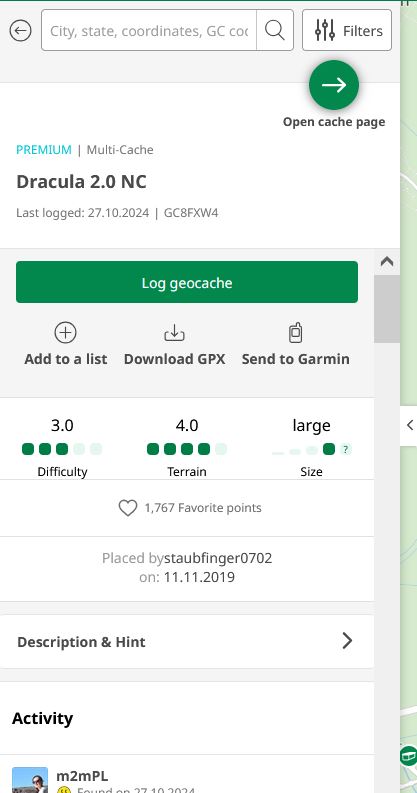 City, state, coordinates, GC coc
Filters
Open cache page
PREMIUM | Multi-Cache
Dracula 2.0 NC
Last logged: 27.10.2024 | GC8FXW4
Log geocache
Add to a list
Download GPX
Send to Garmin
3.0
4.0
large
?
Difficulty
Terrain
Size
1,767 Favorite points
Placed bystaubfinger0702
on: 11.11.2019
Description & Hint
Activity
m2mPL
Found on 27.10.2024